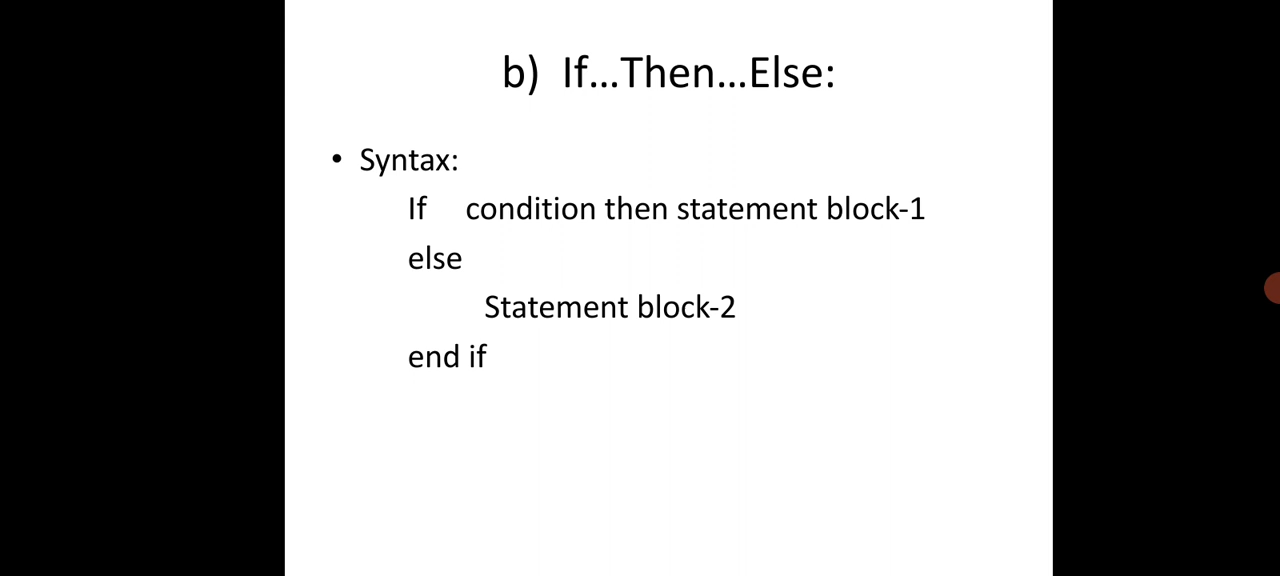 b) If...Then...Else:
• Syntax:
If condition then statement block-1
else
Statement block-2
end if